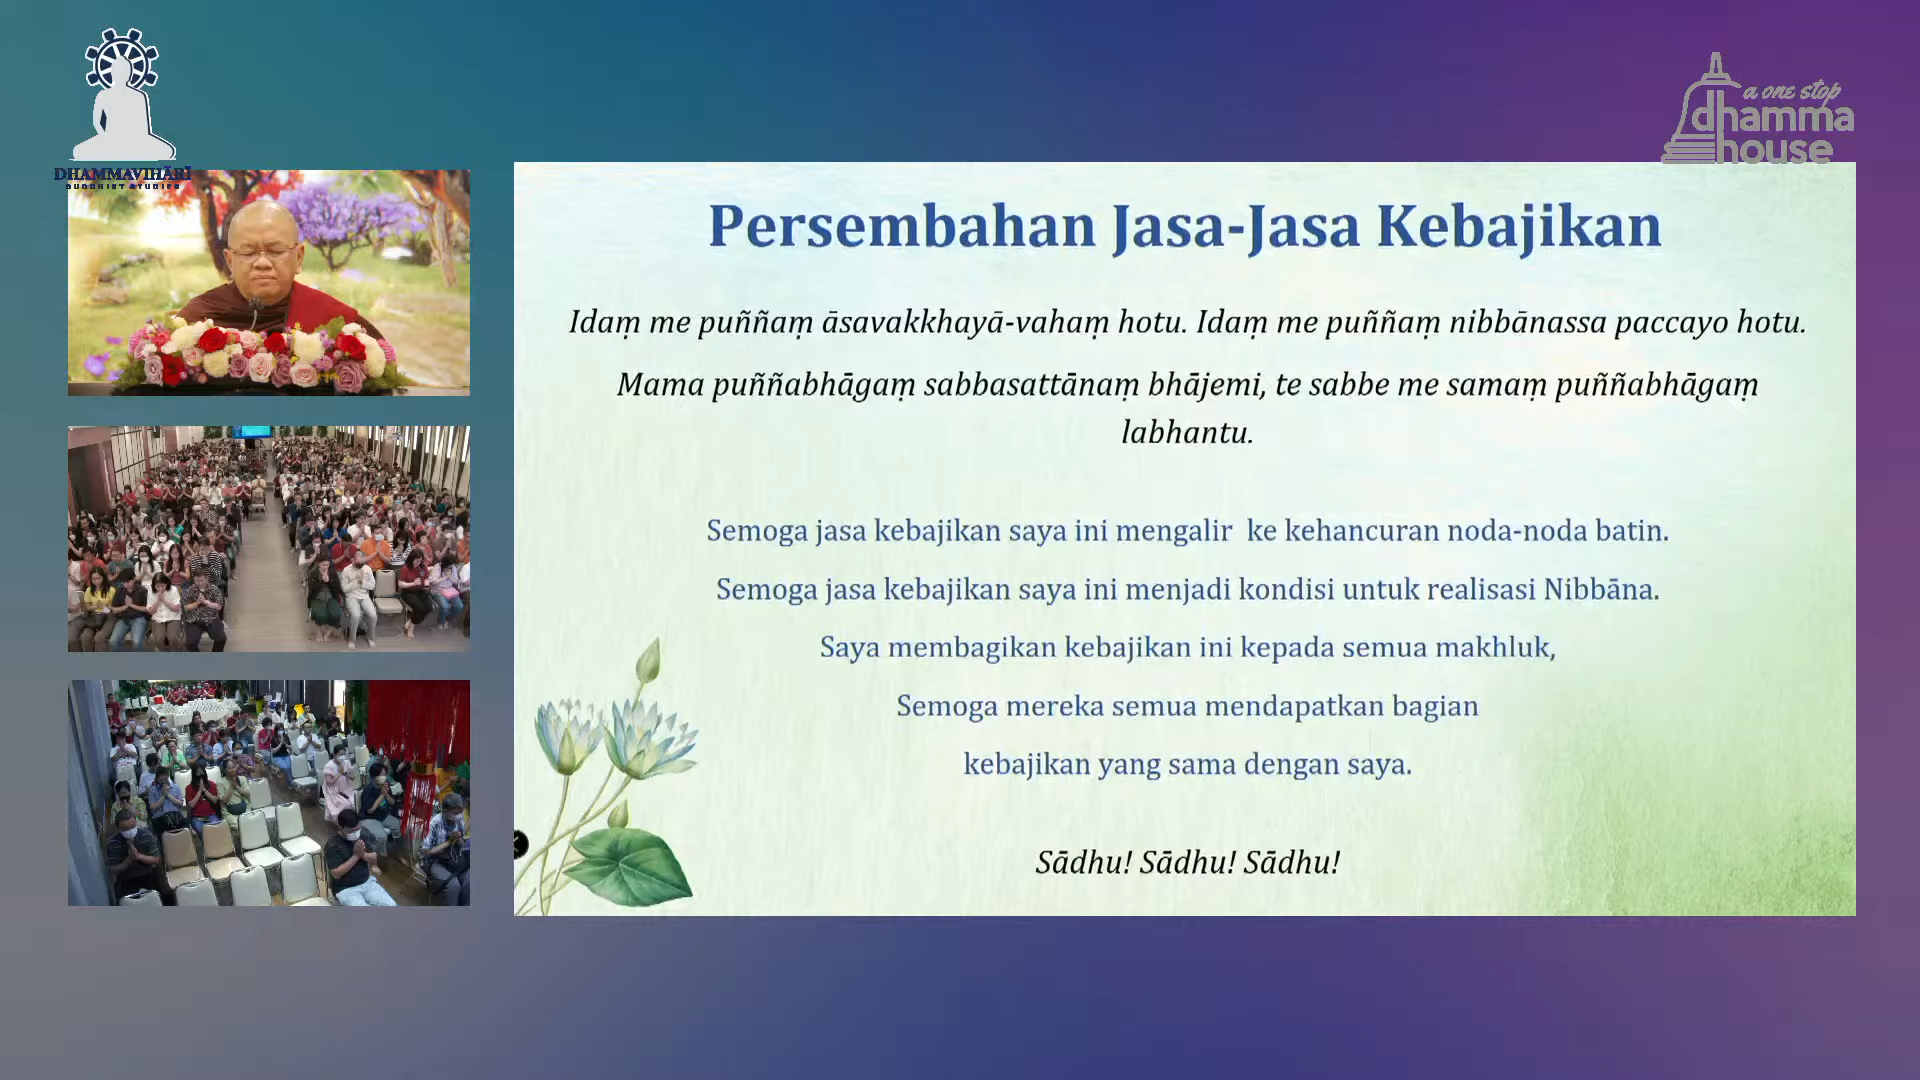 DHAMMAVIHĀRĪ
BUDDHIST STUDIES
a one stop
dhamma
house
Persembahan Jasa-Jasa Kebajikan
Idaṃ me puññaṃ āsavakkhayā-vahaṃ hotu. Idaṃ me puññaṃ nibbānassa paccayo hotu.
Mama puññabhāgaṃ sabbasattānaṃ bhājemi, te sabbe me samaṃ puññabhāgaṃ
labhantu.
Semoga jasa kebajikan saya ini mengalir  ke kehancuran noda-noda batin.
Semoga jasa kebajikan saya ini menjadi kondisi untuk realisasi Nibbāna.
Saya membagikan kebajikan ini kepada semua makhluk,
Semoga mereka semua mendapatkan bagian
kebajikan yang sama dengan saya.
Sādhu! Sādhu! Sādhu!